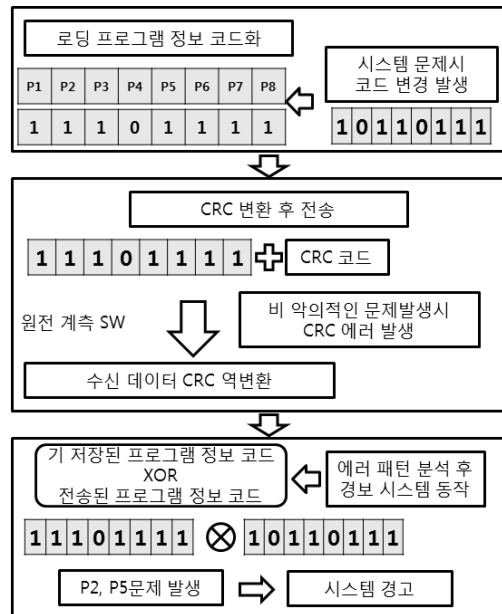 로딩 프로그램 정보 코드화
시스템 문제시
코드 변경 발생
P1 P2 P3 P4 P5 P6 P7 P8
1 1 1 0 1 1 1 1
1 0 1 1 0 1 1 1
CRC 변환 후 전송
1 1 1 0 1 1 1 1
CRC 코드
원전 계측 SW
비 악의적인 문제발생시
CRC 에러 발생
수신 데이터 CRC 역변환
기 저장된 프로그램 정보 코드
XOR
전송된 프로그램 정보 코드
에러 패턴 분석 후
경보 시스템 동작
1 1 1 0 1 1 1 1 ⊗ 1 0 1 1 0 1 1 1
P2, P5문제 발생
시스템 경고